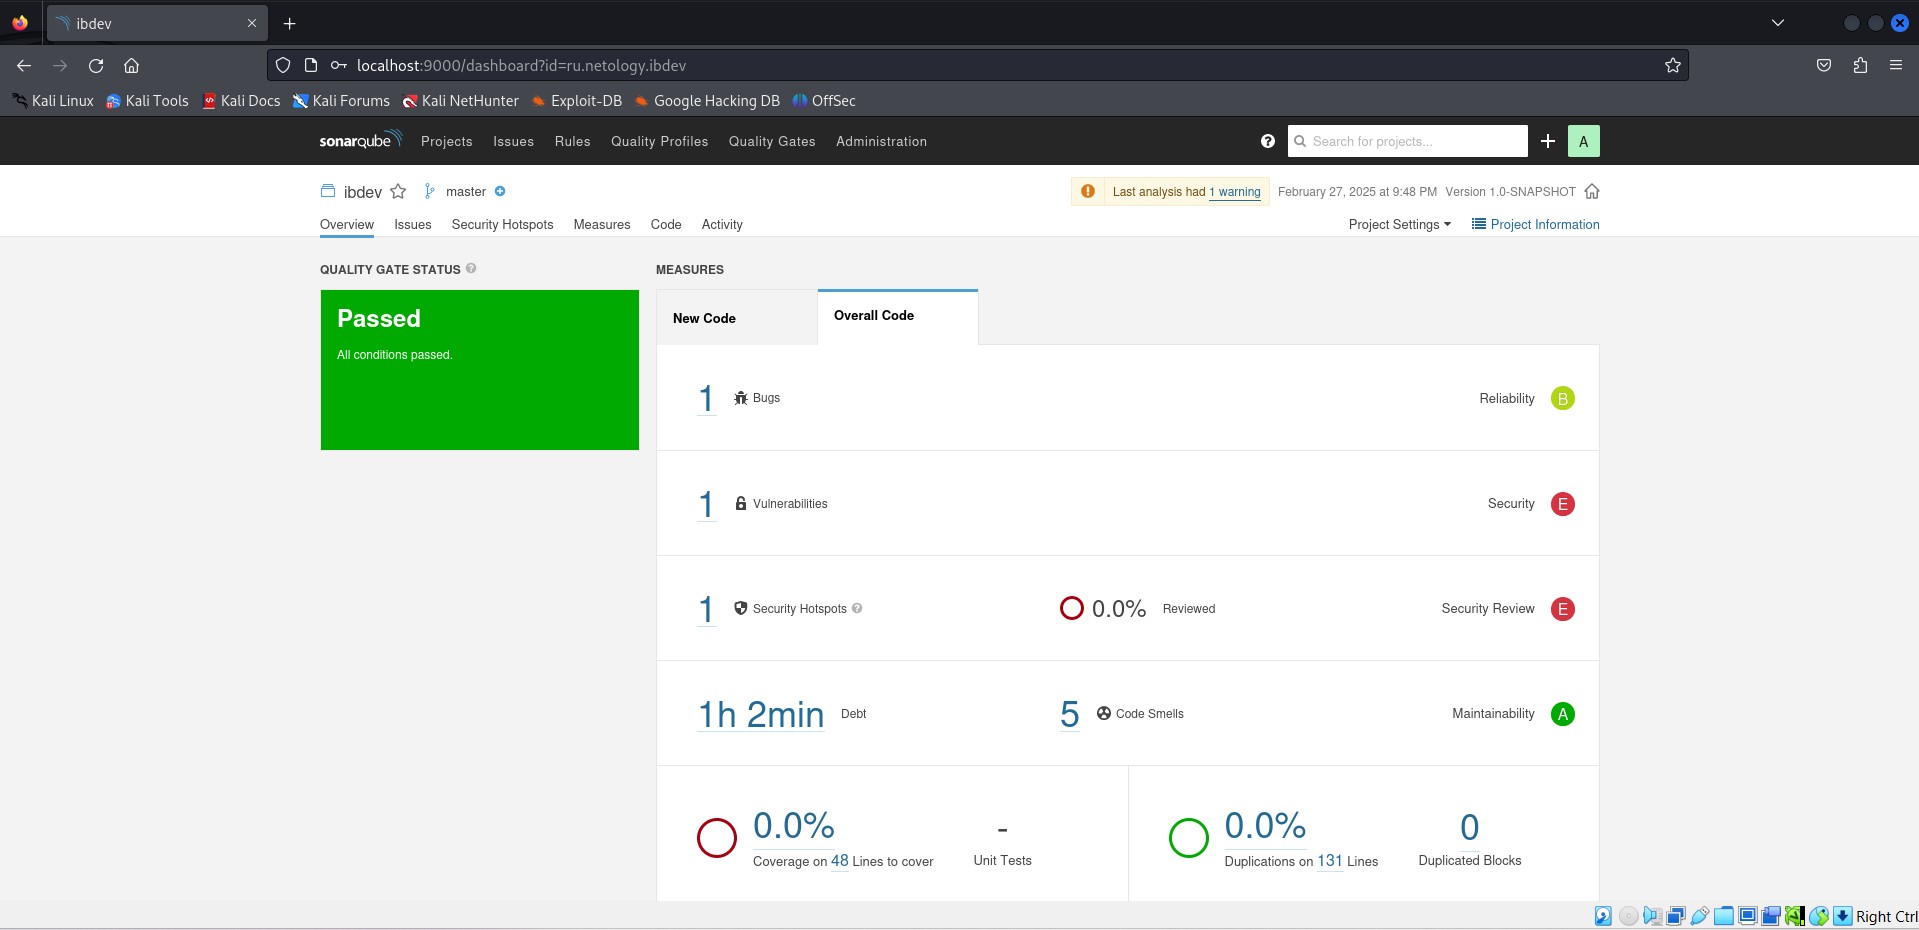 ibdev
localhost:9000/dashboard?id=ru.netology.ibdev
Kali Linux Kali Tools Kali Docs Kali Forums Kali NetHunter Exploit-DB Google Hacking DB OffSec
sonarqube Projects Issues Rules Quality Profiles Quality Gates Administration Search for projects... A
ibdev master Last analysis had 1 warning February 27, 2025 at 9:48 PM Version 1.0-SNAPSHOT
Overview Issues Security Hotspots Measures Code Activity Project Settings Project Information
QUALITY GATE STATUS MEASURES
Passed
All conditions passed.
New Code Overall Code
1 Bugs Reliability B
1 Vulnerabilities Security E
1 Security Hotspots 0.0% Reviewed Security Review E
1h 2min Debt 5 Code Smells Maintainability A
0.0% - 0.0% 0
Coverage on 48 Lines to cover Unit Tests Duplications on 131 Lines Duplicated Blocks
Right Ctrl